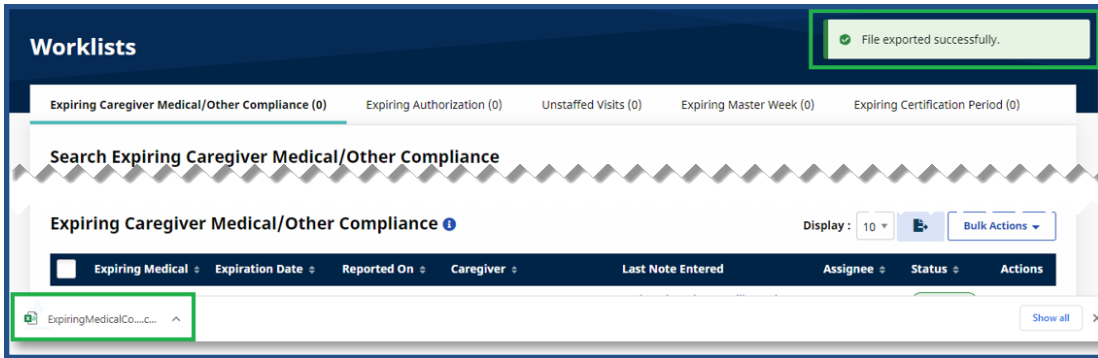 Worklists
File exported successfully.
Expiring Caregiver Medical/Other Compliance (0) Expiring Authorization (0) Unstaffed Visits (0) Expiring Master Week (0) Expiring Certification Period (0)
Search Expiring Caregiver Medical/Other Compliance
Expiring Caregiver Medical/Other Compliance
Display : 10 Bulk Actions
Expiring Medical Expiration Date Reported On Caregiver Last Note Entered Assignee Status Actions
ExpiringMedicalCo....c... Show all